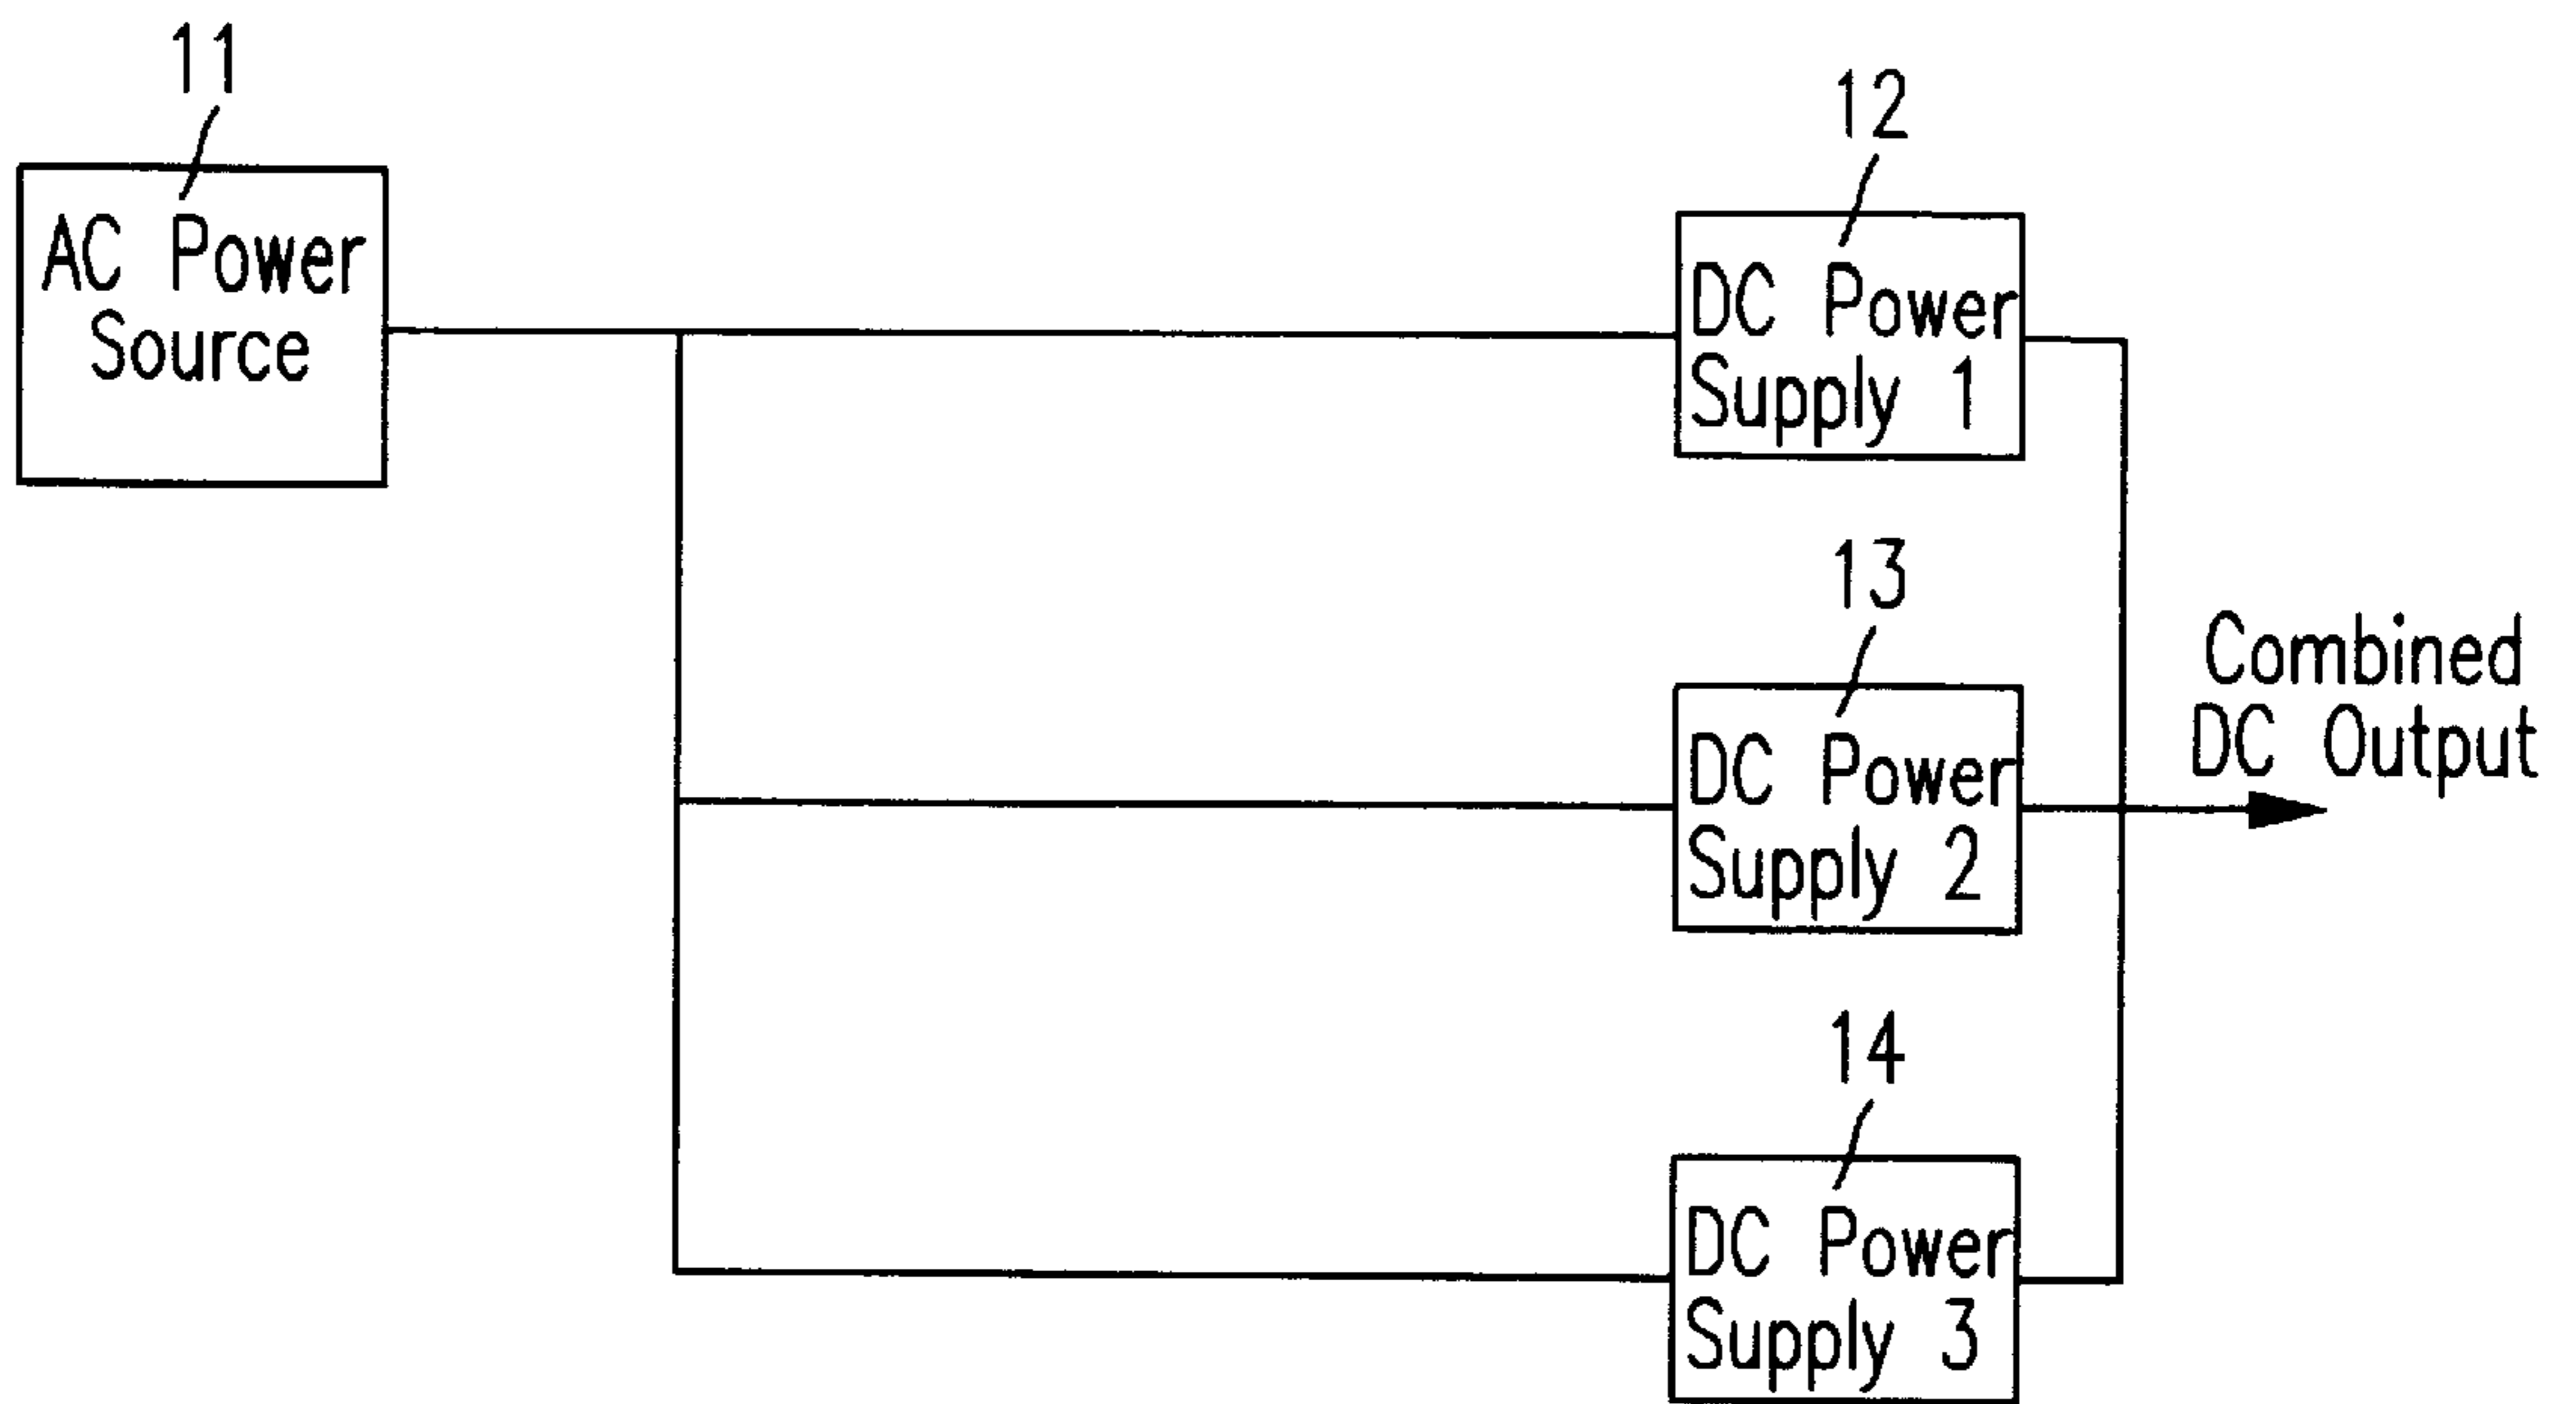 11
AC Power
Source
12
DC Power
Supply 1
13
DC Power
Supply 2
Combined
DC Output
14
DC Power
Supply 3